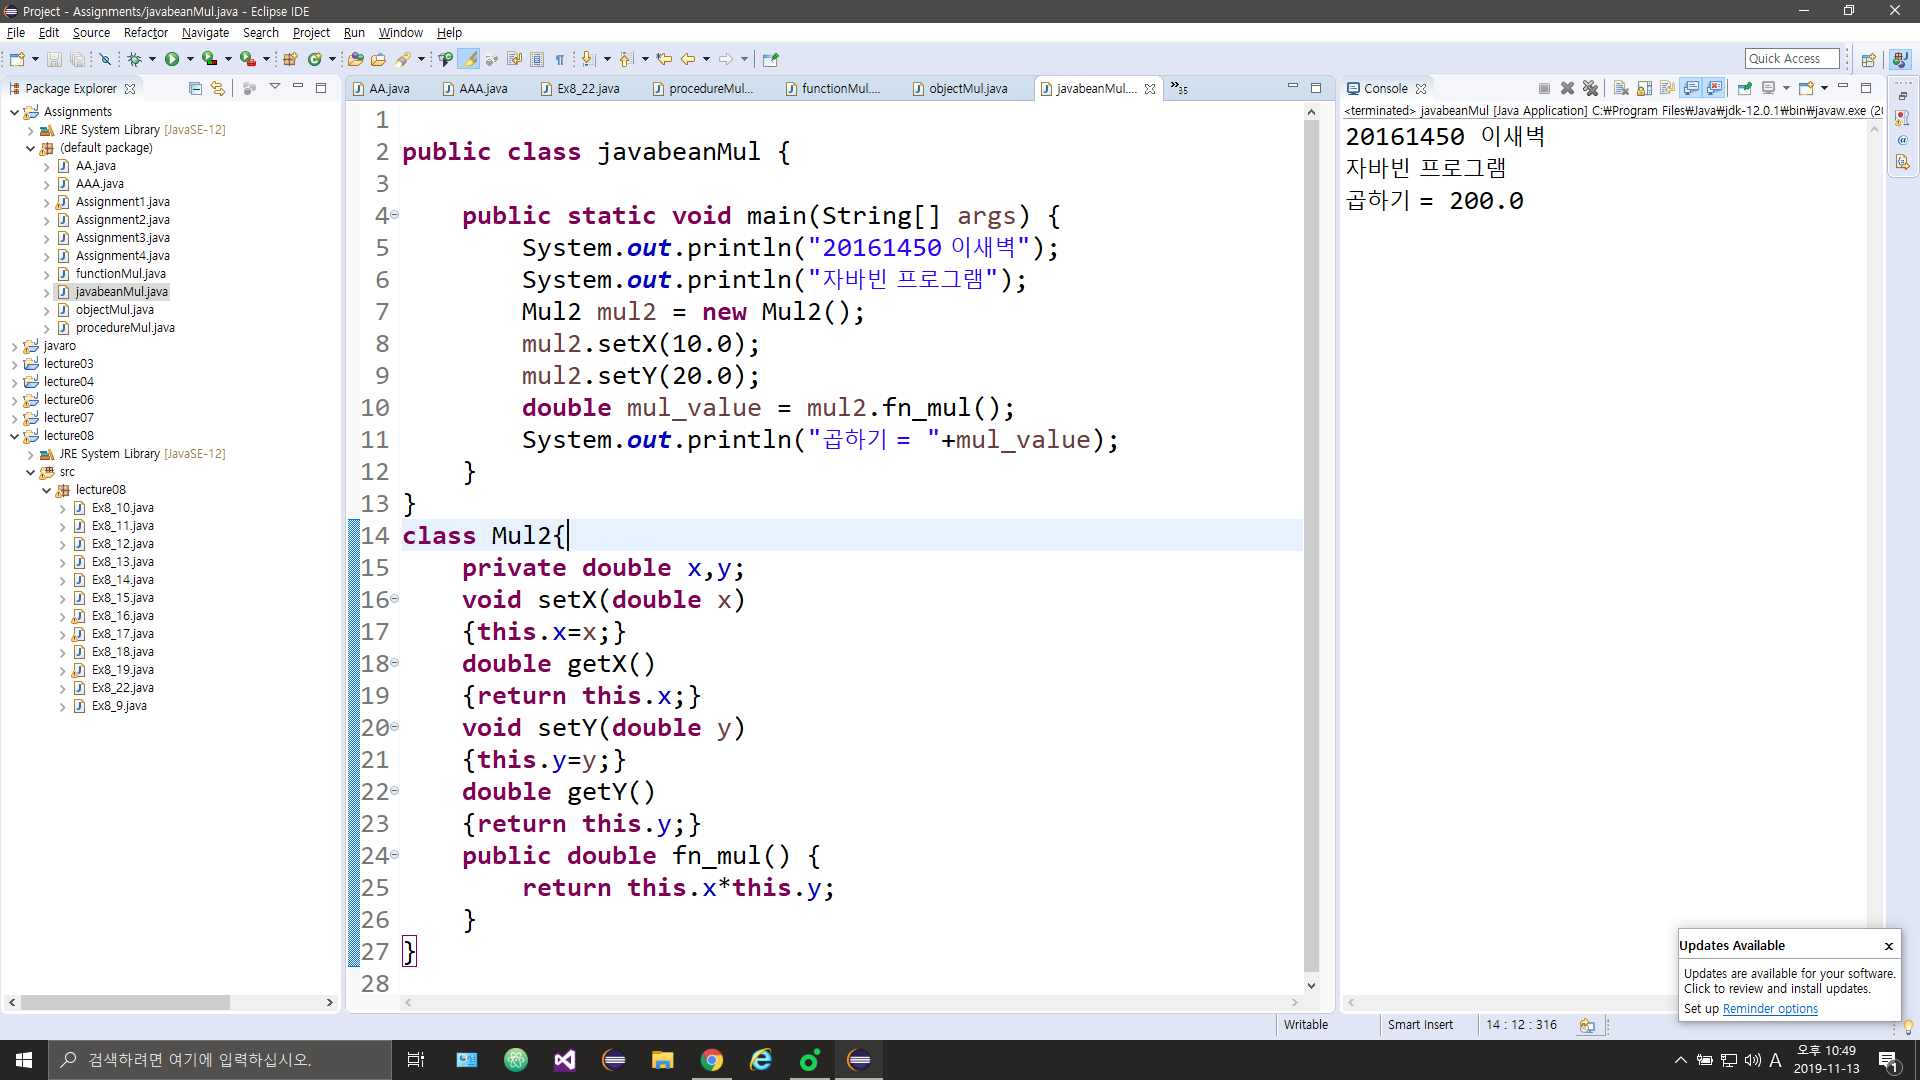 Project - Assignments/javabeanMul.java - Eclipse IDE
File Edit Source Refactor Navigate Search Project Run Window Help
Quick Access
Package Explorer
Assignments
JRE System Library [JavaSE-12]
(default package)
AA.java
AAA.java
Assignment1.java
Assignment2.java
Assignment3.java
Assignment4.java
functionMul.java
javabeanMul.java
objectMul.java
procedureMul.java
javaro
lecture03
lecture04
lecture06
lecture07
lecture08
JRE System Library [JavaSE-12]
src
lecture08
Ex8_10.java
Ex8_11.java
Ex8_12.java
Ex8_13.java
Ex8_14.java
Ex8_15.java
Ex8_16.java
Ex8_17.java
Ex8_18.java
Ex8_19.java
Ex8_22.java
Ex8_9.java
AA.java AAA.java Ex8_22.java procedureMul... functionMul.... objectMul.java javabeanMul.... »35
1
2 public class javabeanMul {
3
4 public static void main(String[] args) {
5 System.out.println("20161450 이새벽");
6 System.out.println("자바빈 프로그램");
7 Mul2 mul2 = new Mul2();
8 mul2.setX(10.0);
9 mul2.setY(20.0);
10 double mul_value = mul2.fn_mul();
11 System.out.println("곱하기 = "+mul_value);
12 }
13 }
14 class Mul2{
15 private double x,y;
16 void setX(double x)
17 {this.x=x;}
18 double getX()
19 {return this.x;}
20 void setY(double y)
21 {this.y=y;}
22 double getY()
23 {return this.y;}
24 public double fn_mul() {
25 return this.x*this.y;
26 }
27 }
28
Console
<terminated> javabeanMul [Java Application] C:₩Program Files₩Java₩jdk-12.0.1₩bin₩javaw.exe (20
20161450 이새벽
자바빈 프로그램
곱하기 = 200.0
Updates Available
Updates are available for your software.
Click to review and install updates.
Set up Reminder options
Writable Smart Insert 14 : 12 : 316
검색하려면 여기에 입력하십시오.
A
오후 10:49
2019-11-13
1